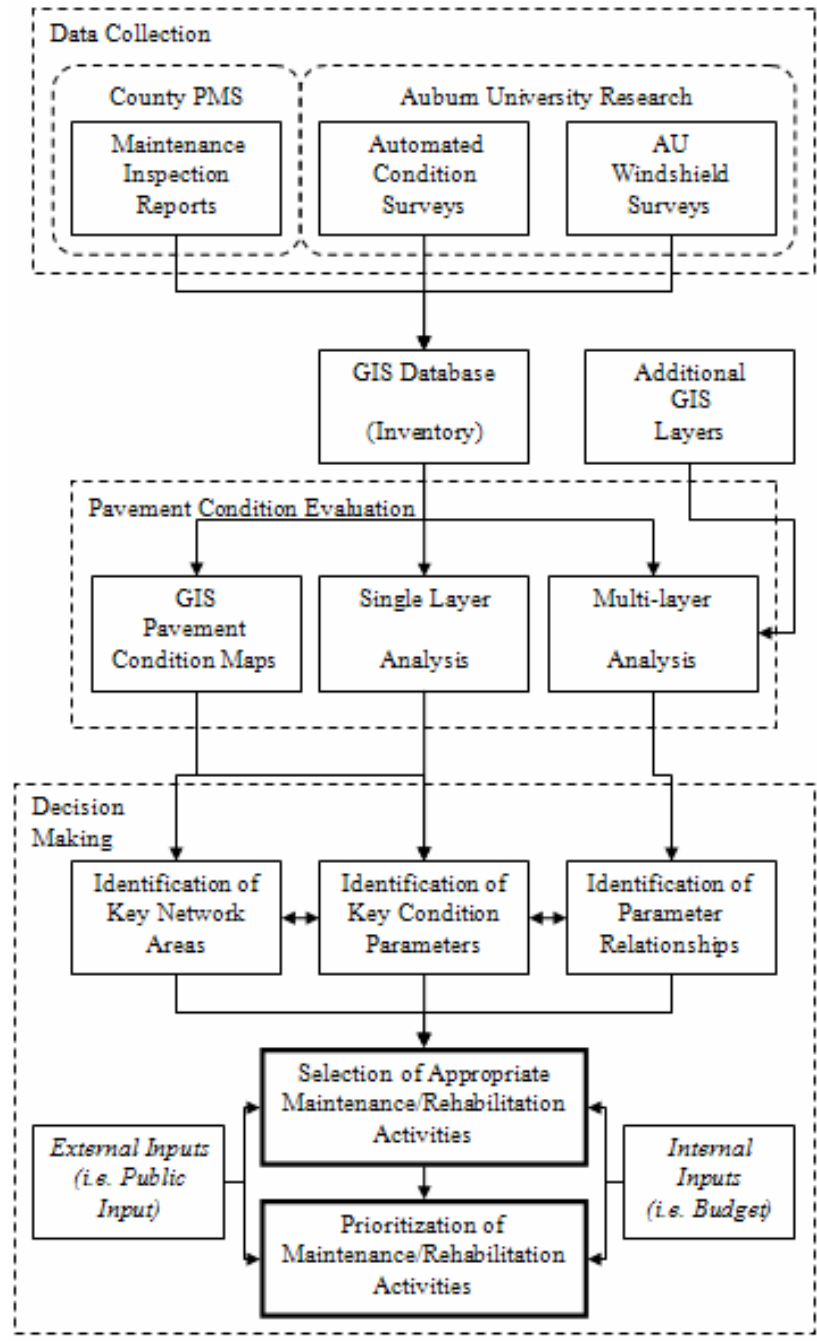 Data Collection
County PMS
Auburn University Research
Maintenance
Inspection
Reports
Automated
Condition
Surveys
AU
Windshield
Surveys
GIS Database
(Inventory)
Additional
GIS
Layers
Pavement Condition Evaluation
GIS
Pavement
Condition Maps
Single Layer
Analysis
Multi-layer
Analysis
Decision
Making
Identification of
Key Network
Areas
Identification of
Key Condition
Parameters
Identification of
Parameter
Relationships
Selection of Appropriate
Maintenance/Rehabilitation
Activities
External Inputs
(i.e. Public
Input)
Internal
Inputs
(i.e. Budget)
Prioritization of
Maintenance/Rehabilitation
Activities